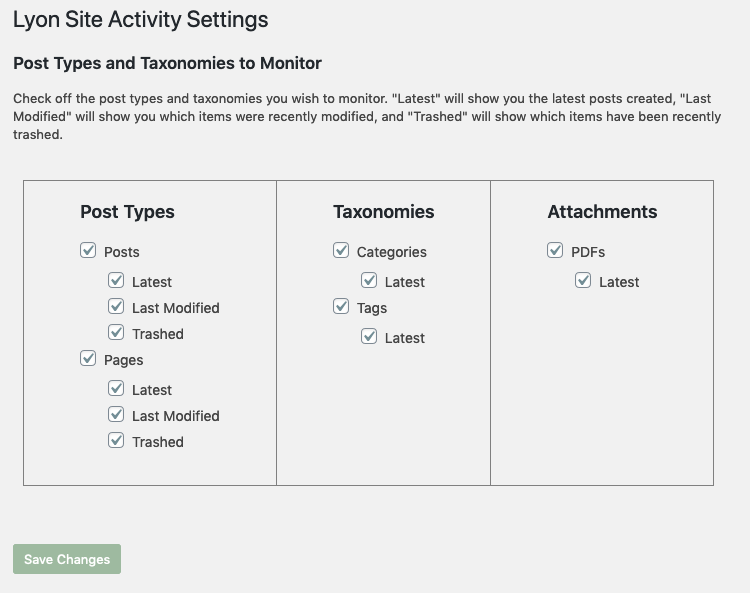 Lyon Site Activity Settings
Post Types and Taxonomies to Monitor
Check off the post types and taxonomies you wish to monitor. "Latest" will show you the latest posts created, "Last
Modified" will show you which items were recently modified, and "Trashed" will show which items have been recently
trashed.
Post Types
Posts
Latest
Last Modified
Trashed
Pages
Latest
Last Modified
Trashed
Taxonomies
Categories
Latest
Tags
Latest
Attachments
PDFs
Latest
Save Changes